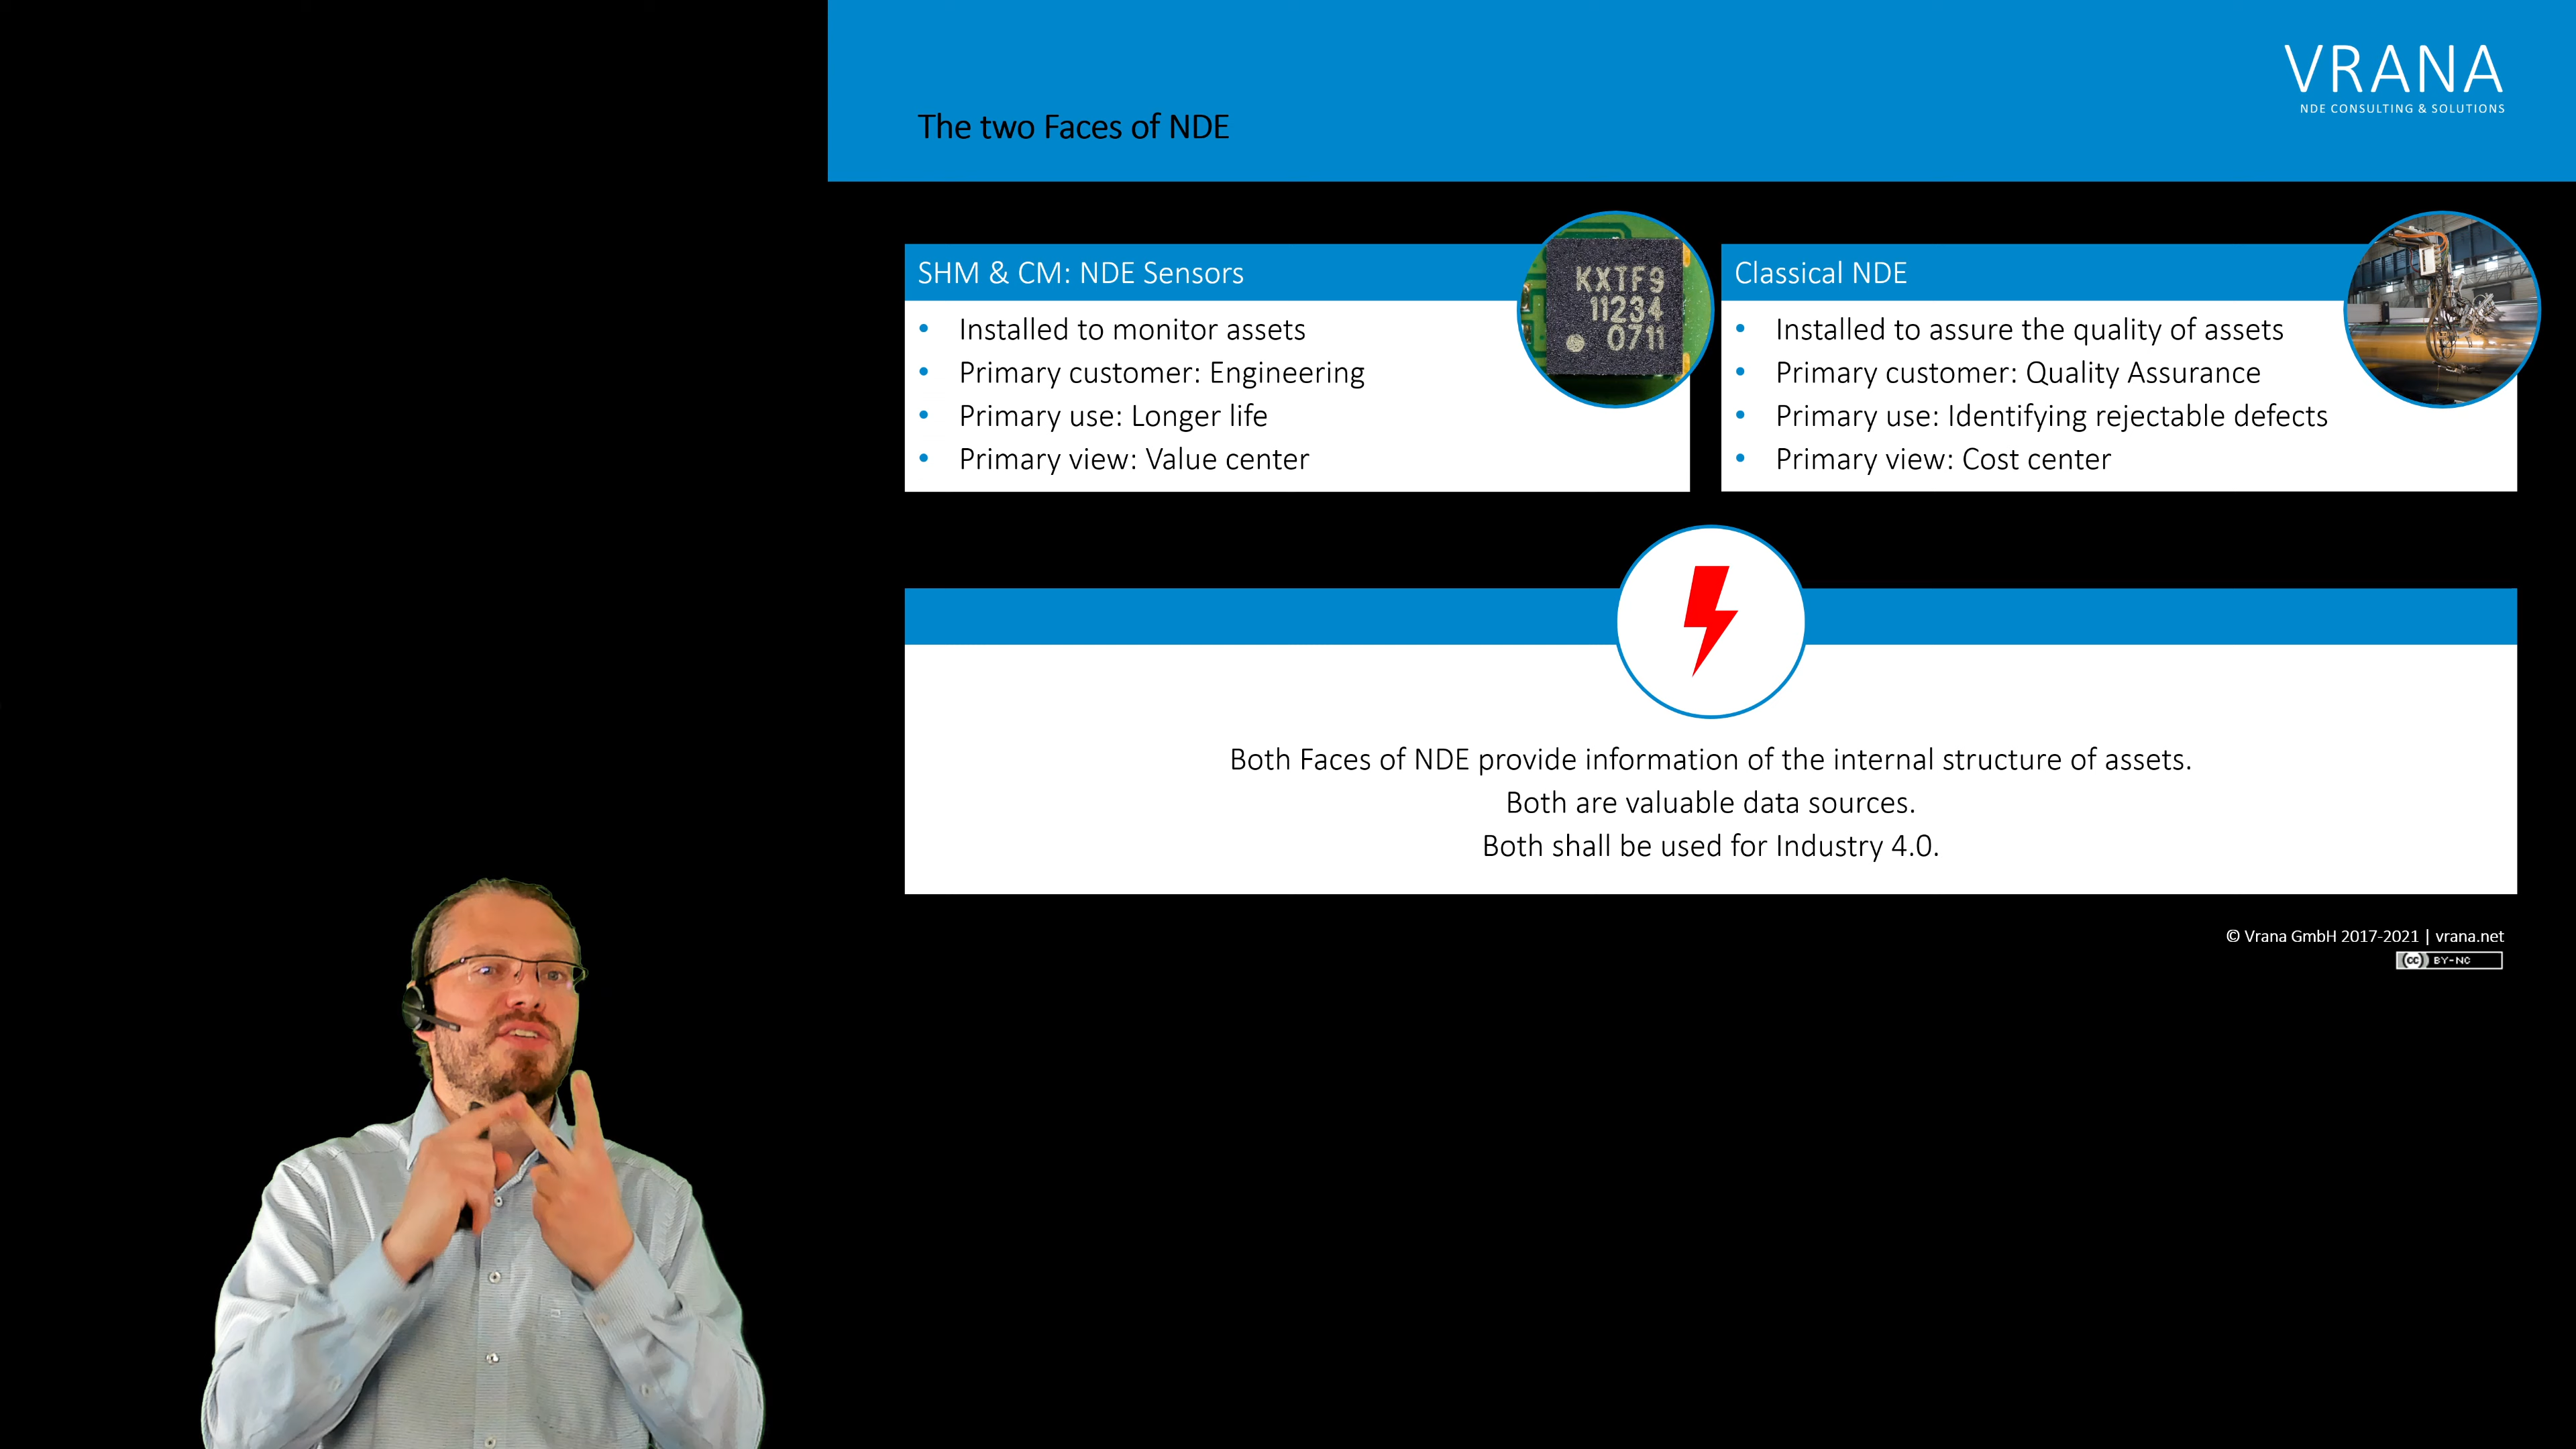 VRANA
NDE CONSULTING & SOLUTIONS
The two Faces of NDE
SHM & CM: NDE Sensors
• Installed to monitor assets
• Primary customer: Engineering
• Primary use: Longer life
• Primary view: Value center
KXTF9
11234
0711
Classical NDE
• Installed to assure the quality of assets
• Primary customer: Quality Assurance
• Primary use: Identifying rejectable defects
• Primary view: Cost center
Both Faces of NDE provide information of the internal structure of assets.
Both are valuable data sources.
Both shall be used for Industry 4.0.
© Vrana GmbH 2017-2021 | vrana.net
cc BY-NC